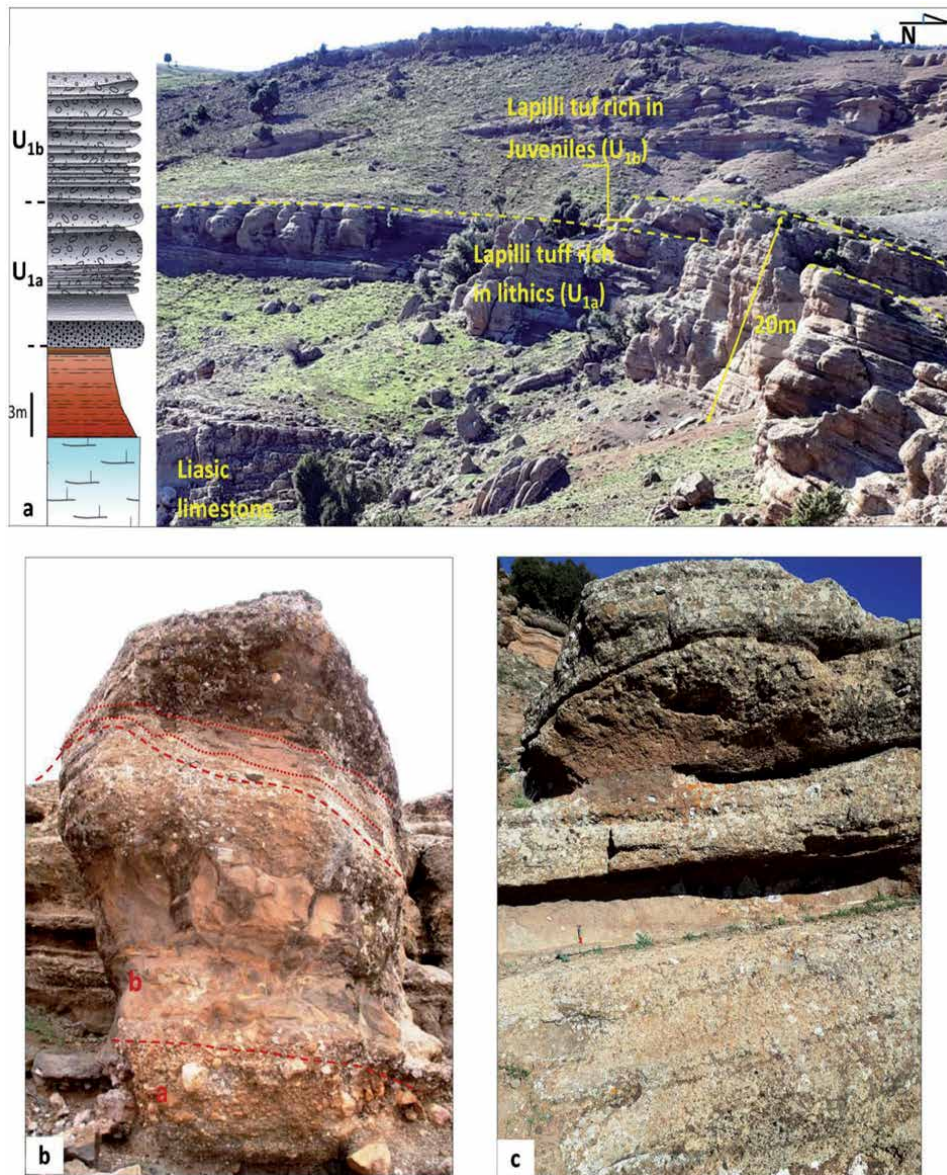 N
Lapilli tuf rich in
Juveniles (U1b)
U1b
Lapilli tuff rich
in lithics (U1a)
U1a
20m
3m
Liasic
limestone
a
b
a
b
c